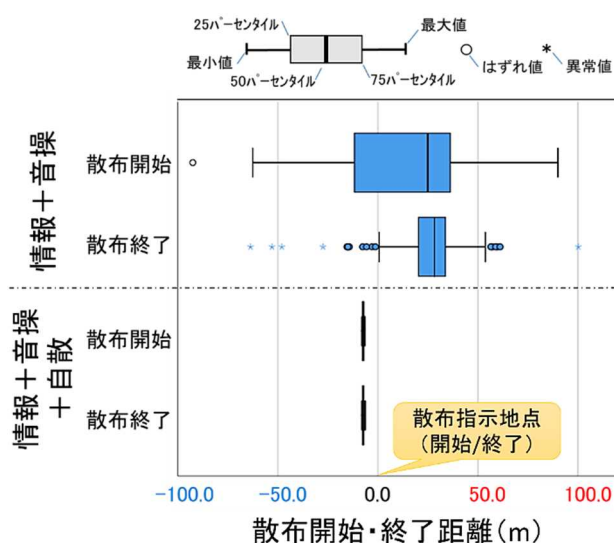 25パーセンタイル
最大値
最小値
50パーセンタイル
75パーセンタイル
はずれ値
* 異常値
情報＋音操
散布開始
散布終了
情報＋音操
＋自散
散布開始
散布終了
散布指示地点
（開始/終了）
-100.0 -50.0 0.0 50.0 100.0
散布開始・終了距離(m)